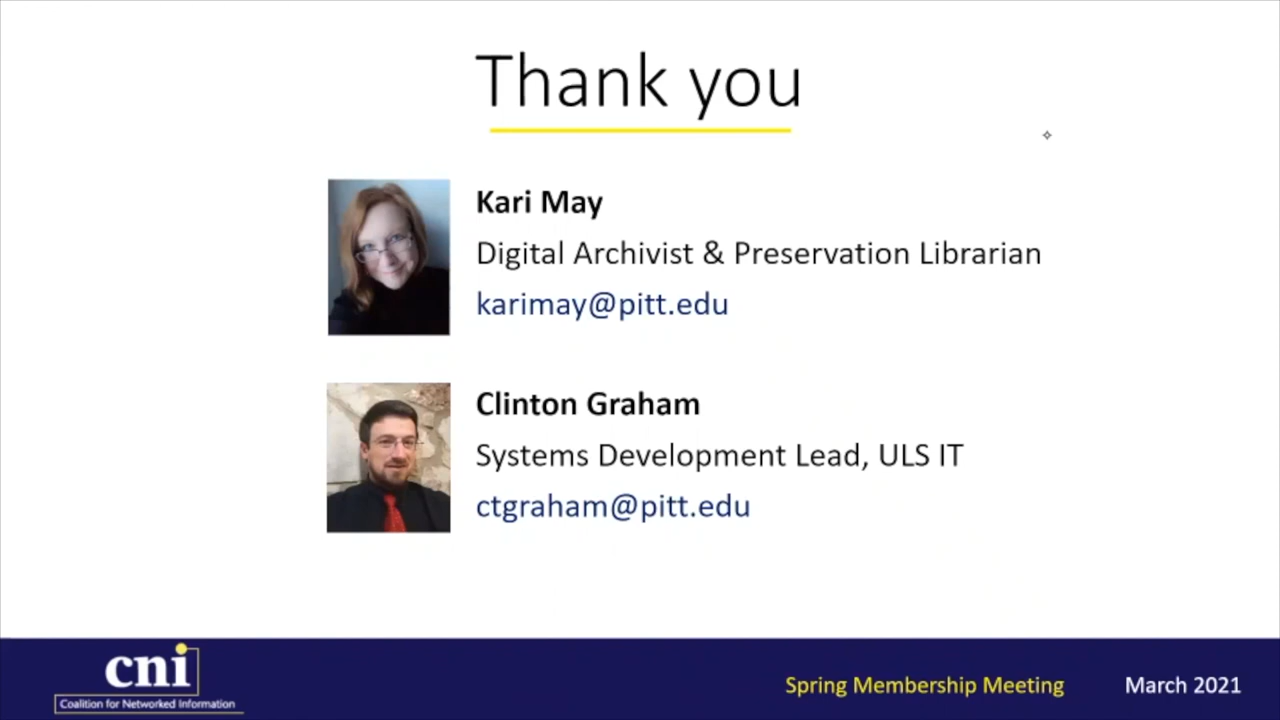 Thank you
Kari May
Digital Archivist & Preservation Librarian
karimay@pitt.edu
Clinton Graham
Systems Development Lead, ULS IT
ctgraham@pitt.edu
cni
Coalition for Networked Information
Spring Membership Meeting
March 2021